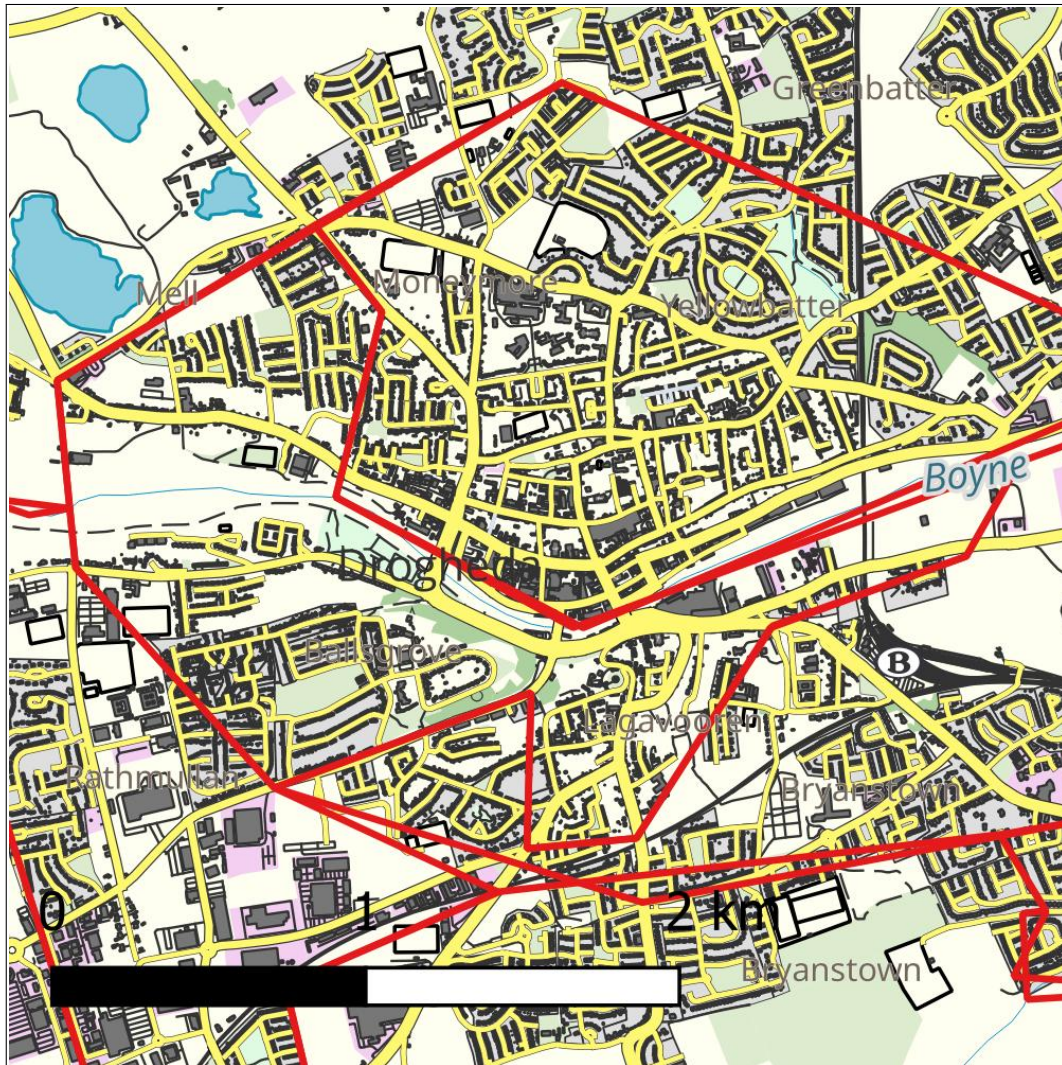 Greenbatter
Mell
Moneymore
Yellowbatter
Boyne
Drogheda
Ballsgrove
B
Lagavooren
Rathmullan
Bryanstown
0
1
2 km
Bryanstown